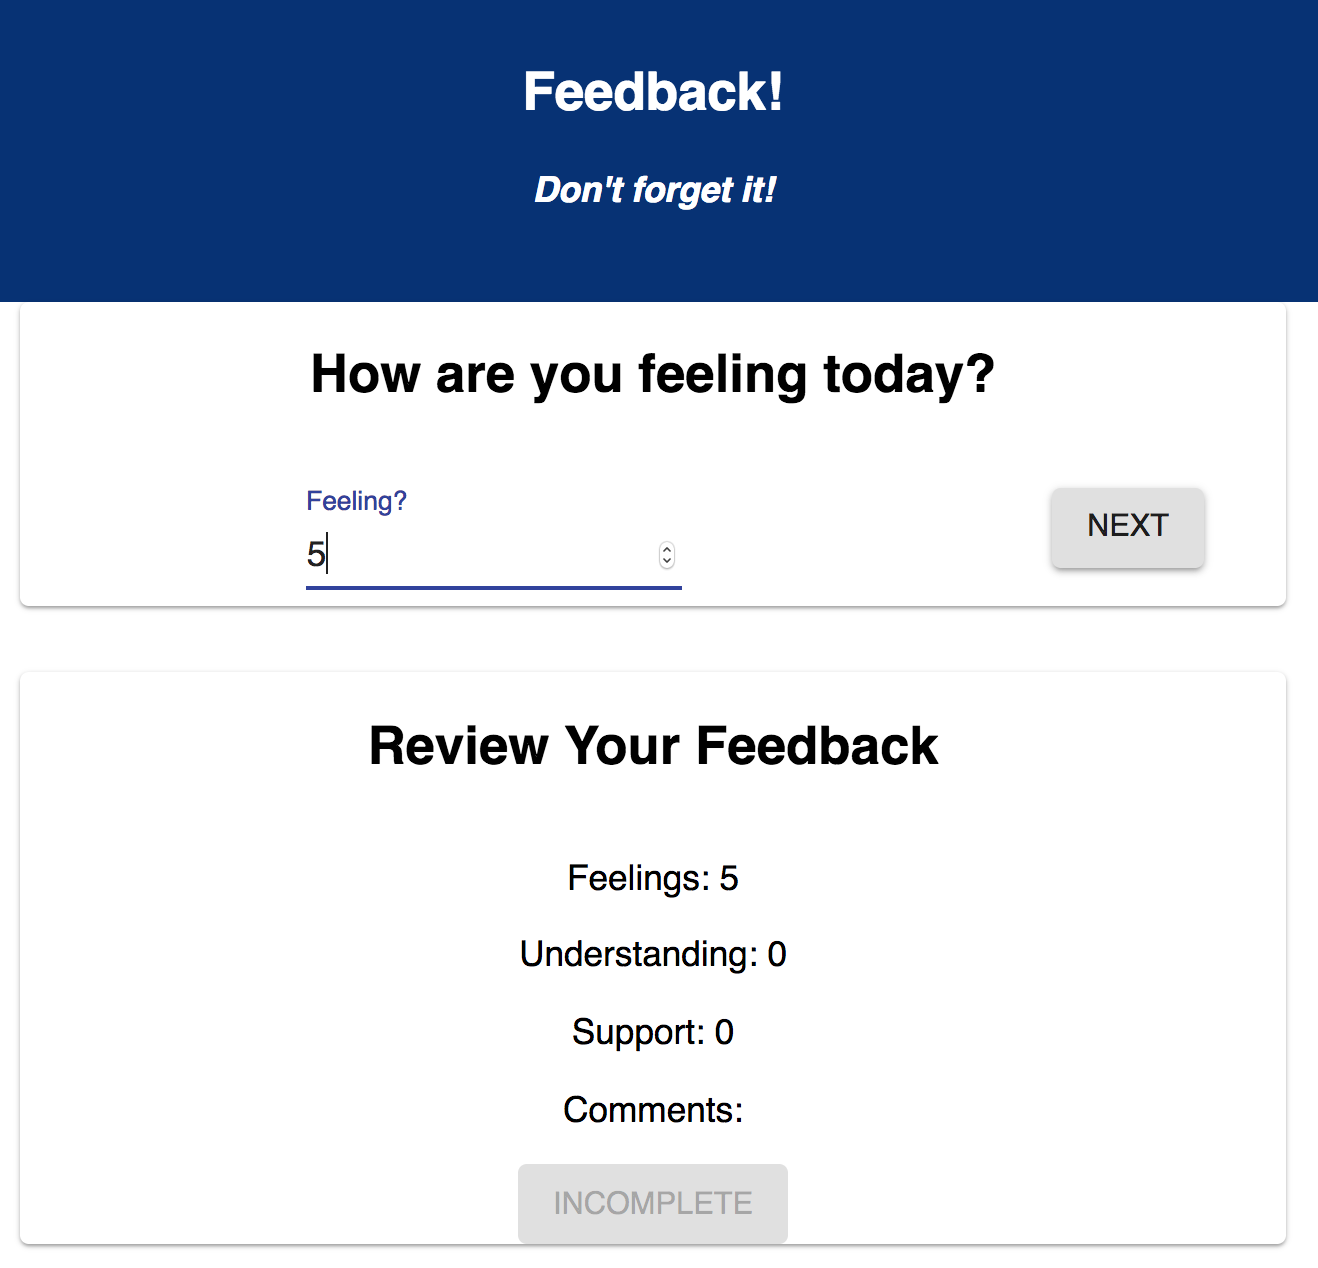 Feedback!
Don't forget it!
How are you feeling today?
Feeling?
5
NEXT
Review Your Feedback
Feelings: 5
Understanding: 0
Support: 0
Comments:
INCOMPLETE